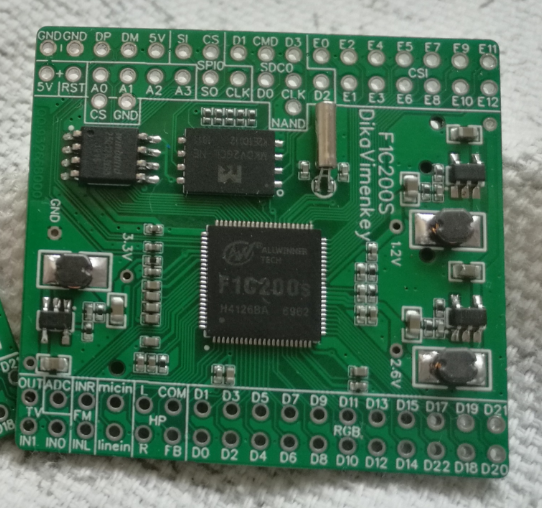 GND GND DP DM 5V SI CS D1 CMD D3 E0 E2 E4 E5 E7 E9 E11
SPI0 SDC0 CSI
5V + RST A0 A1 A2 A3 SO CLK D0 CLK D2 E1 E3 E6 E8 E10 E12
CS GND NAND
F1C200S
DikaVimenkey
GND
3.3V
1.2V
2.6V
ALLWINNER
TECH
F1C200s
N4126BA 6962
OUT ADC INR micin L COM D1 D3 D5 D7 D9 D11 D13 D15 D17 D19 D21
TV FM HP RGB
IN1 IN0 INL linein R FB D0 D2 D4 D6 D8 D10 D12 D14 D22 D18 D20
D18